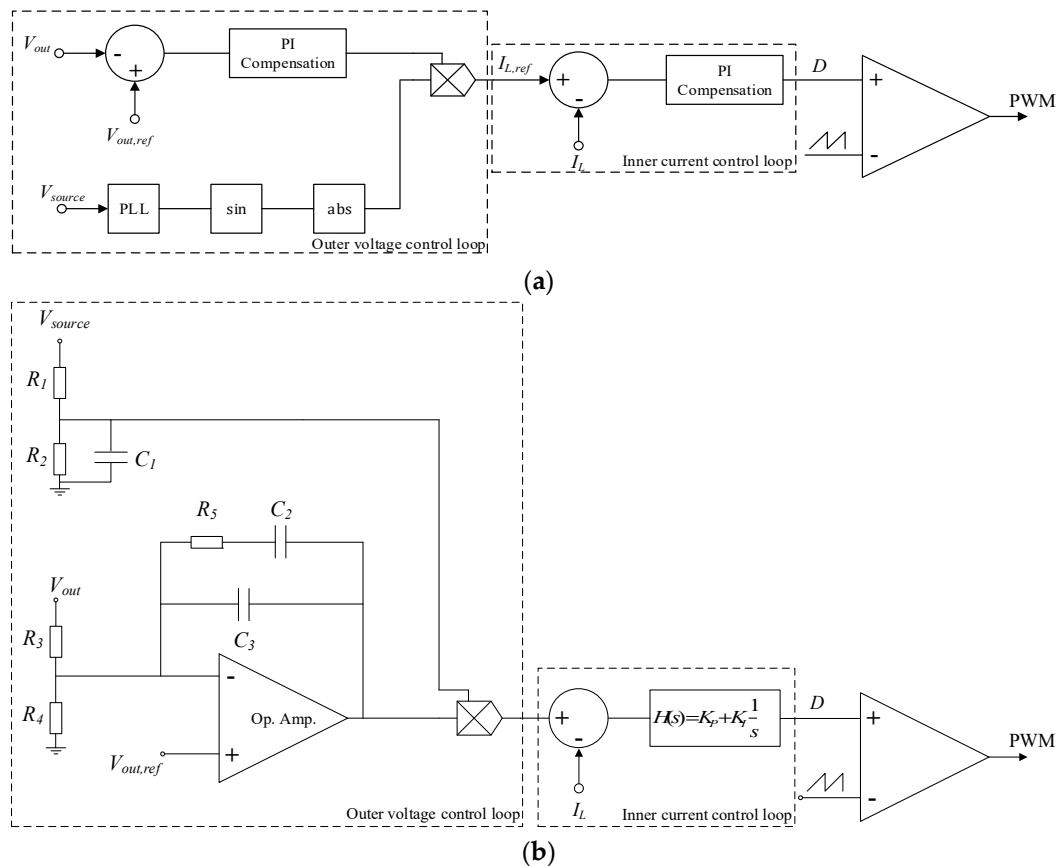 V_out
-
+
V_out,ref
PI
Compensation
V_source
PLL
sin
abs
Outer voltage control loop
I_L,ref
+
-
I_L
PI
Compensation
Inner current control loop
D
+
-
PWM
(a)
V_source
R_1
R_2
C_1
R_5
C_2
C_3
V_out
R_3
R_4
-
+
Op. Amp.
V_out,ref
Outer voltage control loop
+
-
I_L
H(s)=K_P+K_I 1/s
Inner current control loop
D
+
-
PWM
(b)